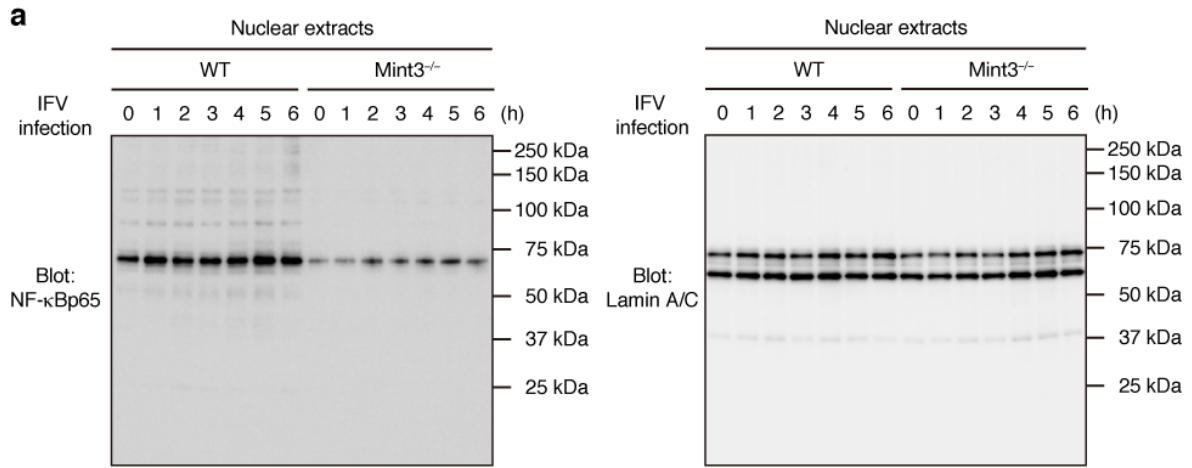 a
Nuclear extracts
WT Mint3–/–
IFV infection 0 1 2 3 4 5 6 0 1 2 3 4 5 6 (h)
250 kDa
150 kDa
100 kDa
75 kDa
Blot: NF-κBp65
50 kDa
37 kDa
25 kDa
Nuclear extracts
WT Mint3–/–
IFV infection 0 1 2 3 4 5 6 0 1 2 3 4 5 6 (h)
250 kDa
150 kDa
100 kDa
75 kDa
Blot: Lamin A/C
50 kDa
37 kDa
25 kDa